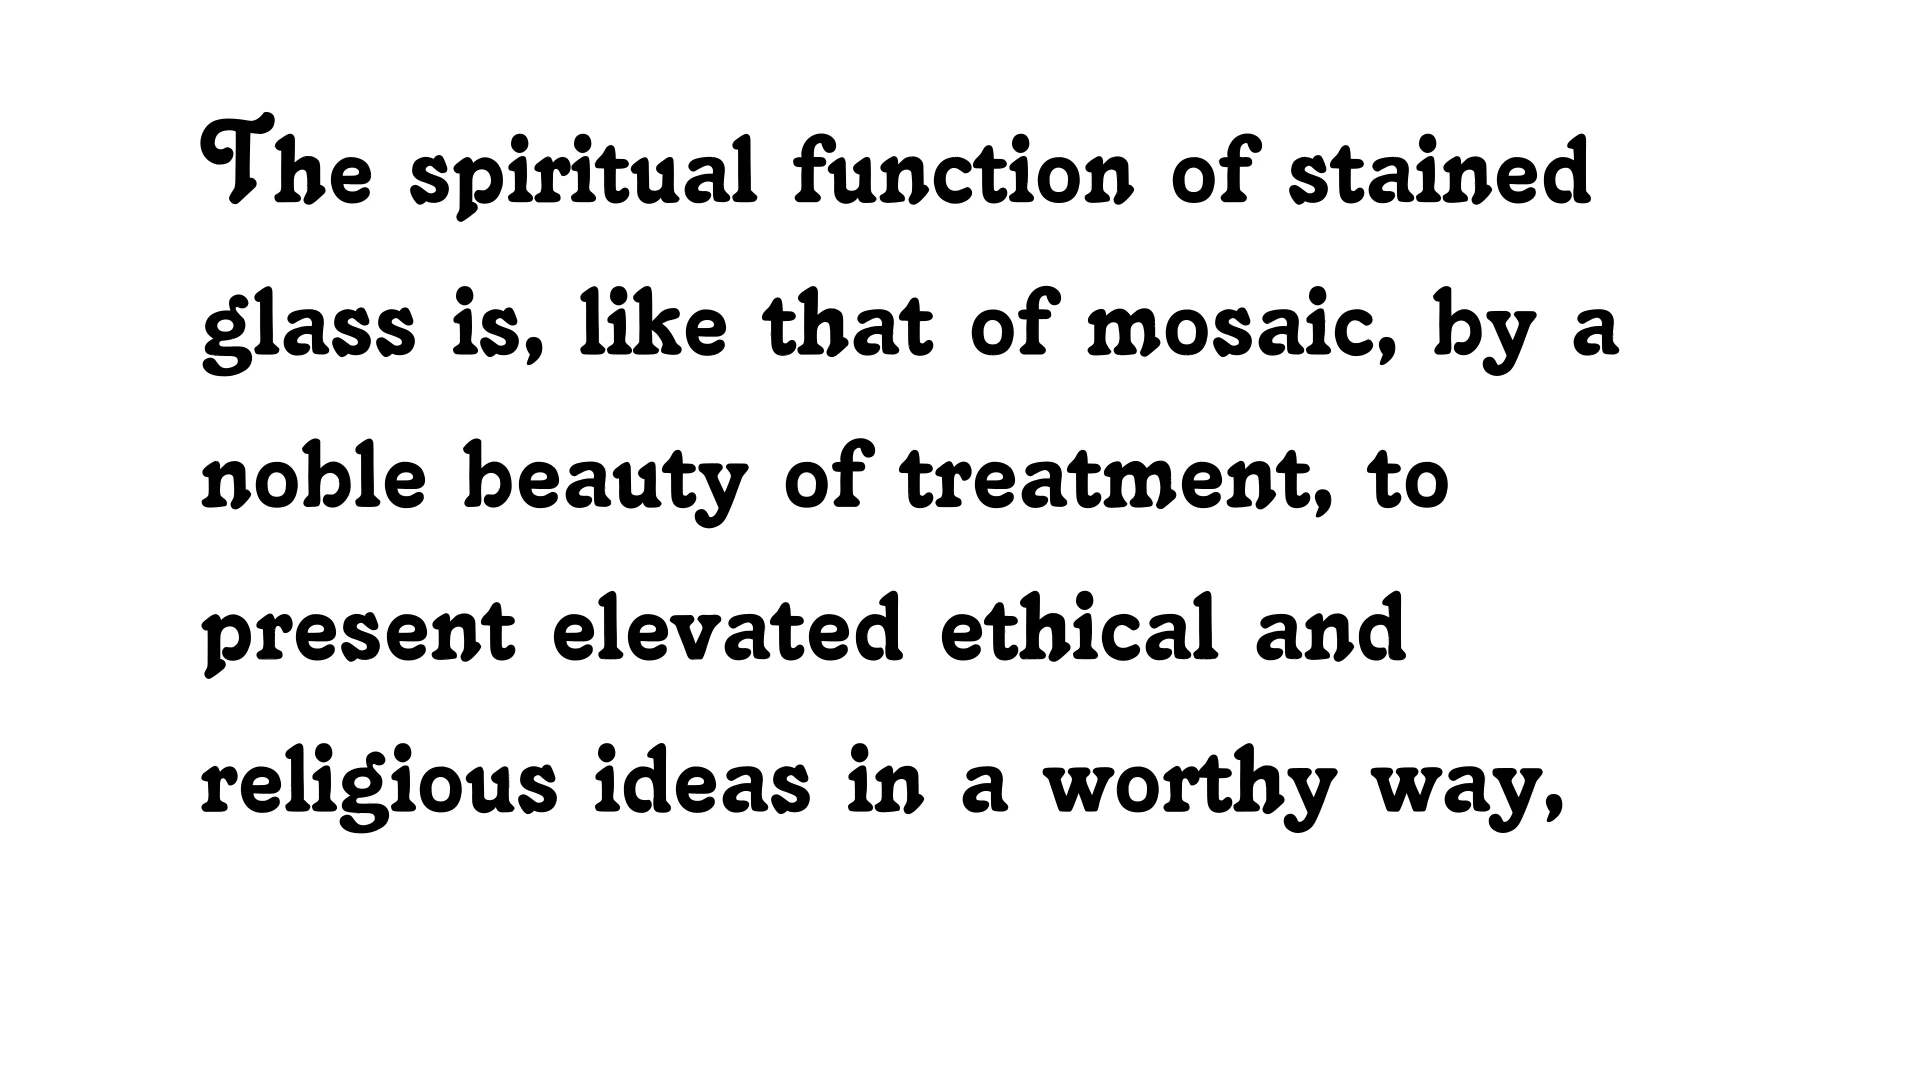 The spiritual function of stained
glass is, like that of mosaic, by a
noble beauty of treatment, to
present elevated ethical and
religious ideas in a worthy way,